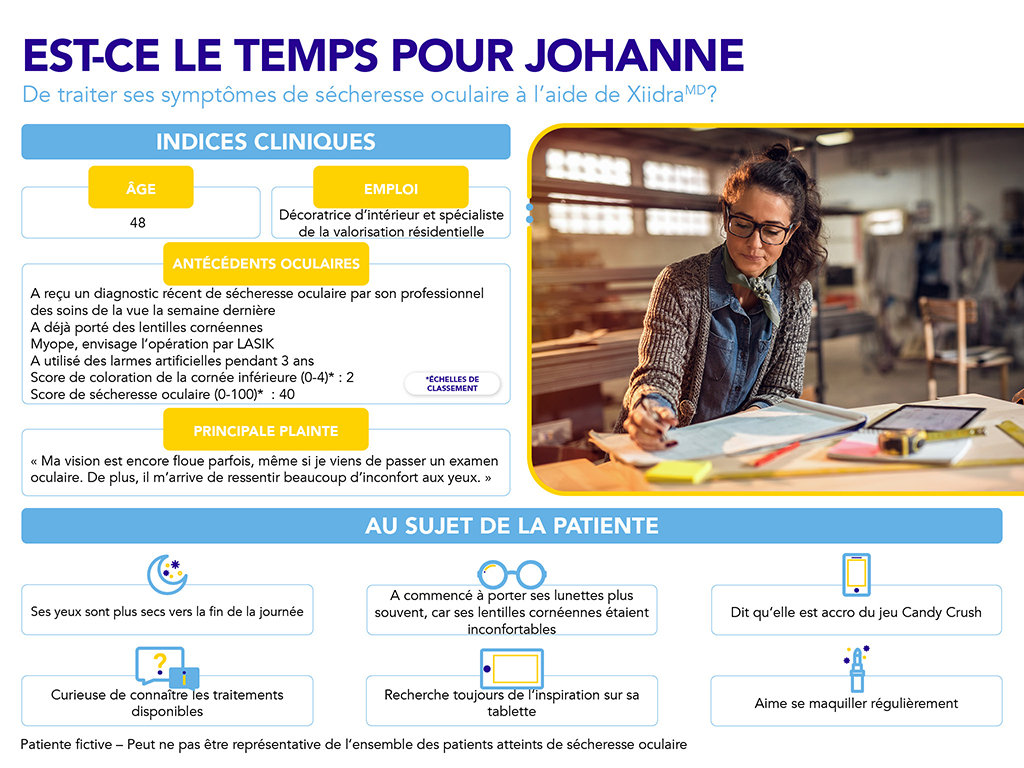 EST-CE LE TEMPS POUR JOHANNE
De traiter ses symptômes de sécheresse oculaire à l’aide de Xiidraᴹᴰ?
INDICES CLINIQUES
ÂGE
48
EMPLOI
Décoratrice d’intérieur et spécialiste
de la valorisation résidentielle
ANTÉCÉDENTS OCULAIRES
A reçu un diagnostic récent de sécheresse oculaire par son professionnel
des soins de la vue la semaine dernière
A déjà porté des lentilles cornéennes
Myope, envisage l’opération par LASIK
A utilisé des larmes artificielles pendant 3 ans
Score de coloration de la cornée inférieure (0-4)* : 2
Score de sécheresse oculaire (0-100)* : 40
*ÉCHELLES DE
CLASSEMENT
PRINCIPALE PLAINTE
« Ma vision est encore floue parfois, même si je viens de passer un examen
oculaire. De plus, il m’arrive de ressentir beaucoup d’inconfort aux yeux. »
AU SUJET DE LA PATIENTE
Ses yeux sont plus secs vers la fin de la journée
A commencé à porter ses lunettes plus
souvent, car ses lentilles cornéennes étaient
inconfortables
Dit qu’elle est accro du jeu Candy Crush
?
i
Curieuse de connaître les traitements
disponibles
Recherche toujours de l’inspiration sur sa
tablette
Aime se maquiller régulièrement
Patiente fictive – Peut ne pas être représentative de l’ensemble des patients atteints de sécheresse oculaire